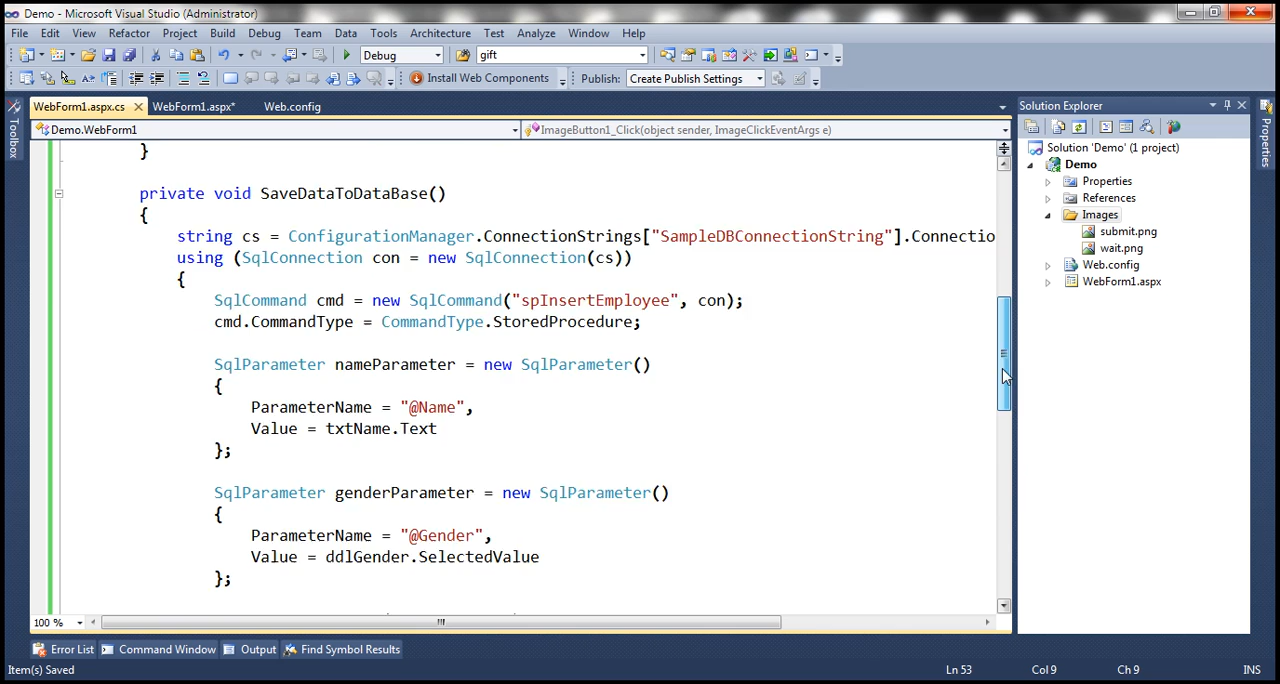 Demo - Microsoft Visual Studio (Administrator)
File Edit View Refactor Project Build Debug Team Data Tools Architecture Test Analyze Window Help
Debug gift
Install Web Components Publish: Create Publish Settings
WebForm1.aspx.cs WebForm1.aspx* Web.config
Demo.WebForm1 ImageButton1_Click(object sender, ImageClickEventArgs e)
Toolbox
}
private void SaveDataToDataBase()
{
string cs = ConfigurationManager.ConnectionStrings["SampleDBConnectionString"].Connectio
using (SqlConnection con = new SqlConnection(cs))
{
SqlCommand cmd = new SqlCommand("spInsertEmployee", con);
cmd.CommandType = CommandType.StoredProcedure;
SqlParameter nameParameter = new SqlParameter()
{
ParameterName = "@Name",
Value = txtName.Text
};
SqlParameter genderParameter = new SqlParameter()
{
ParameterName = "@Gender",
Value = ddlGender.SelectedValue
};
100 %
Solution Explorer
Solution 'Demo' (1 project)
Demo
Properties
References
Images
submit.png
wait.png
Web.config
WebForm1.aspx
Properties
Error List Command Window Output Find Symbol Results
Item(s) Saved Ln 53 Col 9 Ch 9 INS